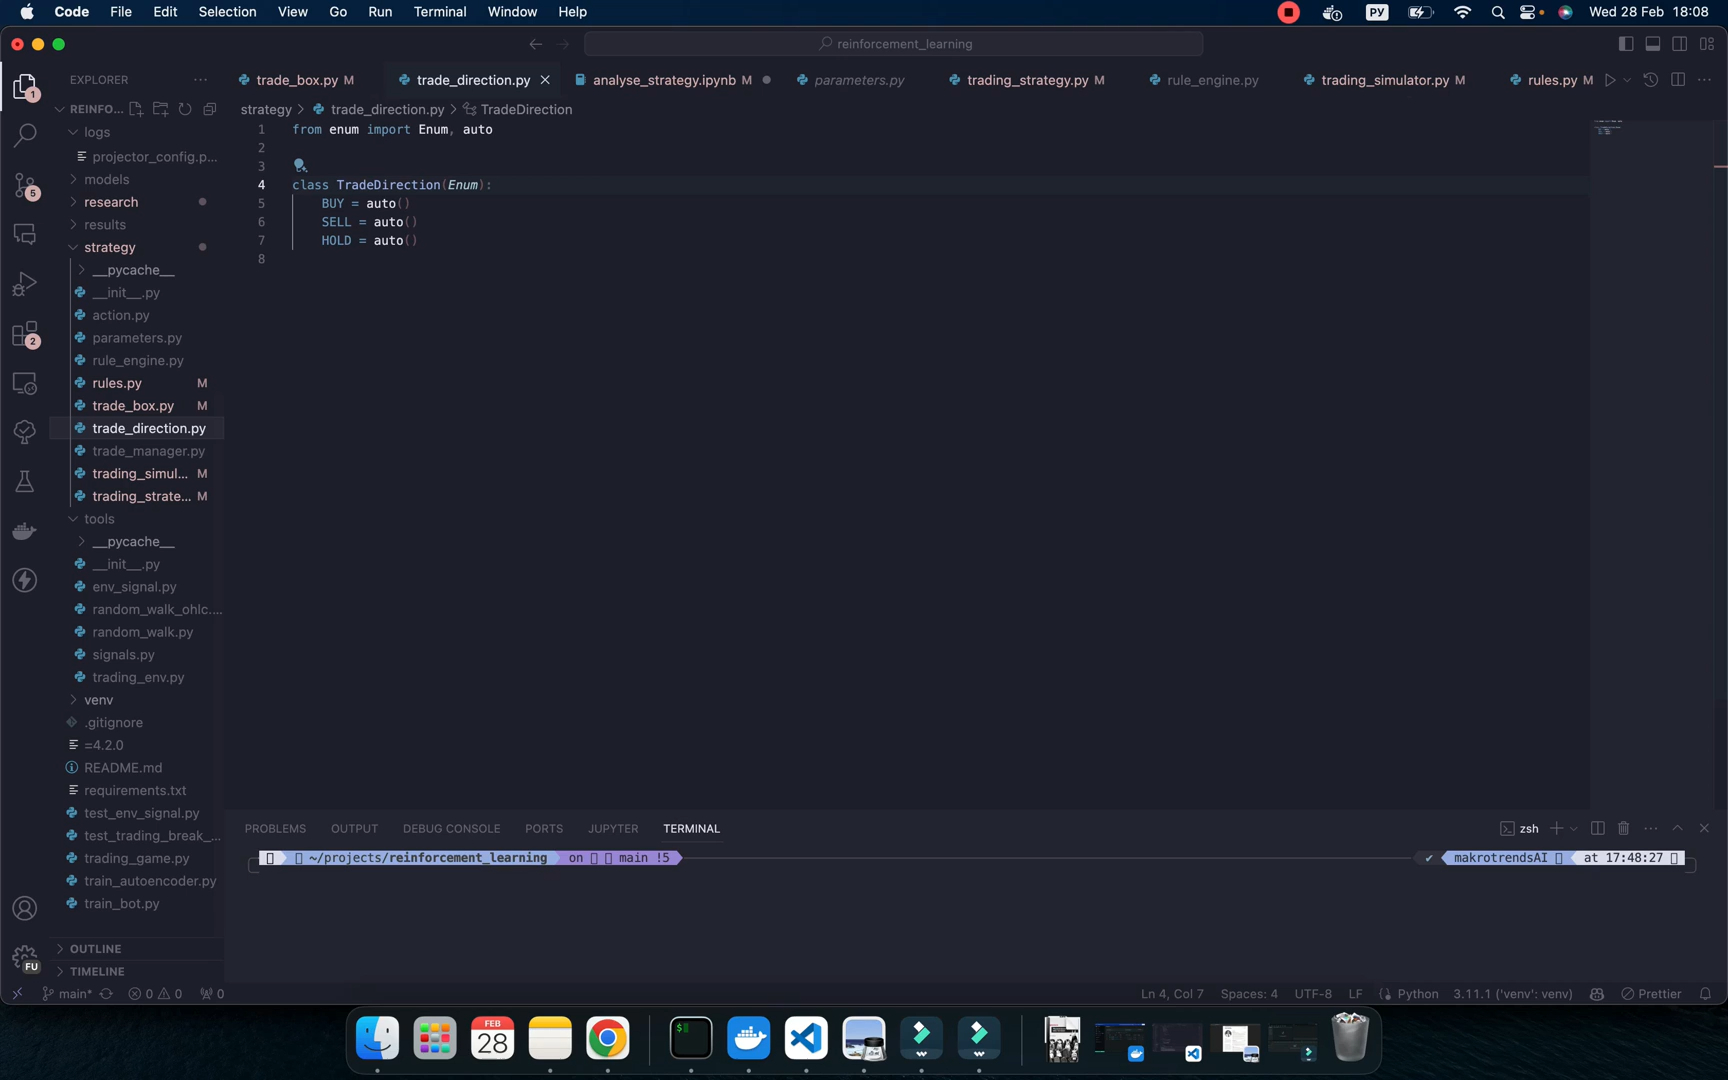 Code File Edit Selection View Go Run Terminal Window Help РУ Wed 28 Feb 18:08
reinforcement_learning
EXPLORER ...
trade_box.py M trade_direction.py analyse_strategy.ipynb M parameters.py trading_strategy.py M rule_engine.py trading_simulator.py M rules.py M
1
REINFO...
strategy > trade_direction.py > TradeDirection
logs
projector_config.p...
models
research
results
strategy
__pycache__
__init__.py
action.py
parameters.py
rule_engine.py
rules.py M
trade_box.py M
trade_direction.py
trade_manager.py
trading_simul... M
trading_strate... M
tools
__pycache__
__init__.py
env_signal.py
random_walk_ohlc....
random_walk.py
signals.py
trading_env.py
venv
.gitignore
=4.2.0
README.md
requirements.txt
test_env_signal.py
test_trading_break_...
trading_game.py
train_autoencoder.py
train_bot.py
OUTLINE
TIMELINE
5
2
FU
1 from enum import Enum, auto
2
3
4 class TradeDirection(Enum):
5 BUY = auto()
6 SELL = auto()
7 HOLD = auto()
8
PROBLEMS OUTPUT DEBUG CONSOLE PORTS JUPYTER TERMINAL zsh
~/projects/reinforcement_learning on main !5 ✔ makrotrendsAI at 17:48:27
main* 0 0 0 Ln 4, Col 7 Spaces: 4 UTF-8 LF Python 3.11.1 ('venv': venv) Prettier
FEB
28
$